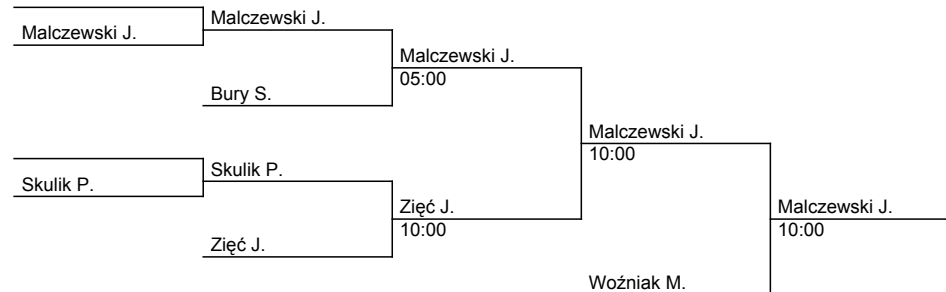 Malczewski J.
Malczewski J.
Malczewski J.
05:00
Bury S.
Malczewski J.
10:00
Skulik P.
Skulik P.
Zięć J.
10:00
Malczewski J.
10:00
Zięć J.
Woźniak M.